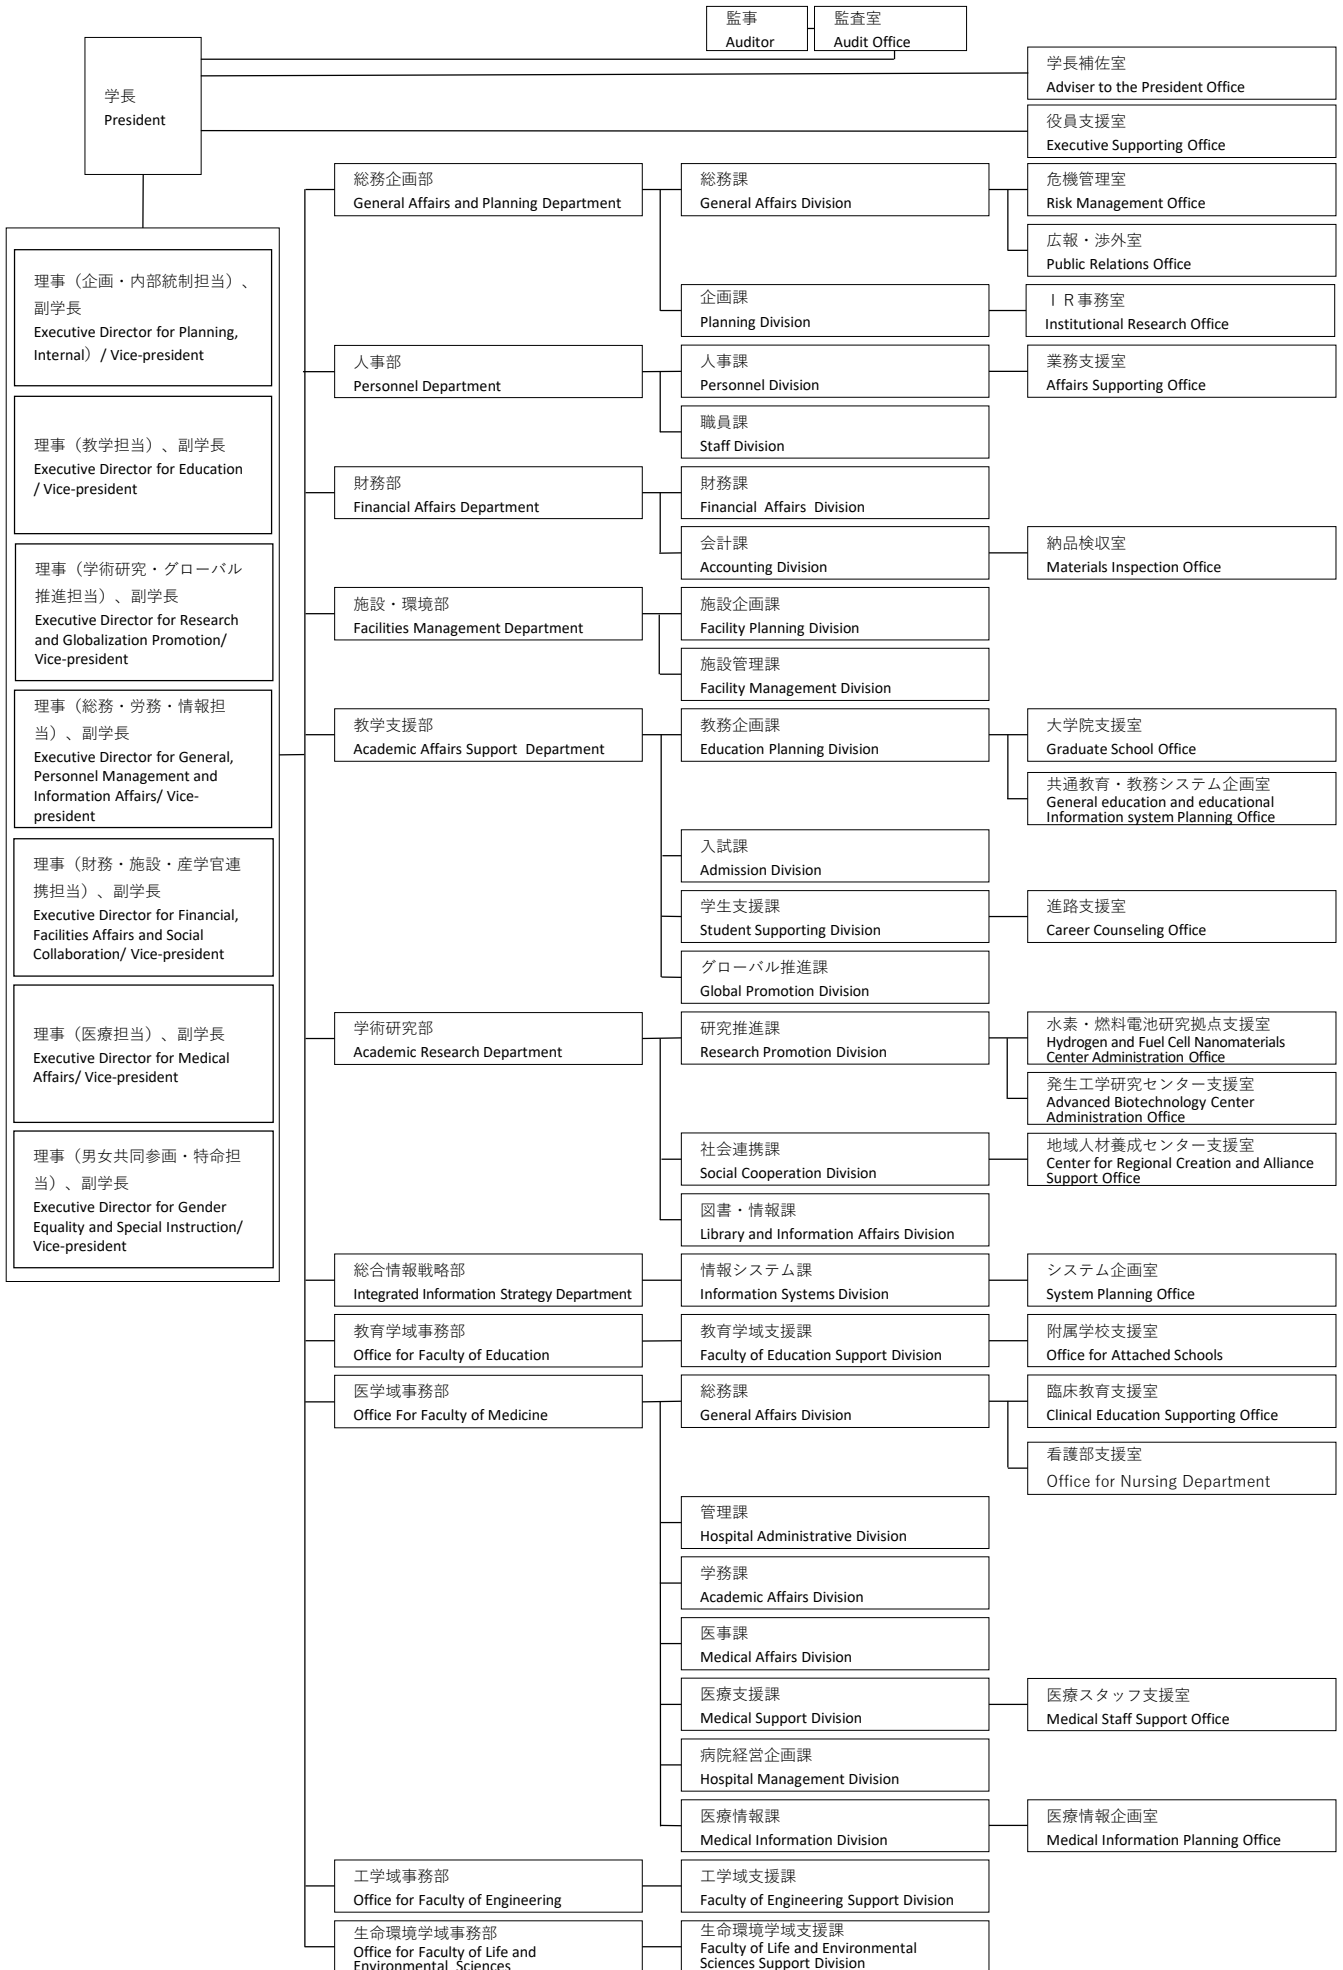 監事
Auditor
監査室
Audit Office
学長
President
学長補佐室
Adviser to the President Office
役員支援室
Executive Supporting Office
理事（企画・内部統制担当）、
副学長
Executive Director for Planning,
Internal）/ Vice-president
理事（教学担当）、副学長
Executive Director for Education
/ Vice-president
理事（学術研究・グローバル
推進担当）、副学長
Executive Director for Research
and Globalization Promotion/
Vice-president
理事（総務・労務・情報担
当）、副学長
Executive Director for General,
Personnel Management and
Information Affairs/ Vice-
president
理事（財務・施設・産学官連
携担当）、副学長
Executive Director for Financial,
Facilities Affairs and Social
Collaboration/ Vice-president
理事（医療担当）、副学長
Executive Director for Medical
Affairs/ Vice-president
理事（男女共同参画・特命担
当）、副学長
Executive Director for Gender
Equality and Special Instruction/
Vice-president
総務企画部
General Affairs and Planning Department
総務課
General Affairs Division
危機管理室
Risk Management Office
広報・渉外室
Public Relations Office
企画課
Planning Division
ＩＲ事務室
Institutional Research Office
人事部
Personnel Department
人事課
Personnel Division
業務支援室
Affairs Supporting Office
職員課
Staff Division
財務部
Financial Affairs Department
財務課
Financial Affairs Division
会計課
Accounting Division
納品検収室
Materials Inspection Office
施設・環境部
Facilities Management Department
施設企画課
Facility Planning Division
施設管理課
Facility Management Division
教学支援部
Academic Affairs Support Department
教務企画課
Education Planning Division
大学院支援室
Graduate School Office
共通教育・教務システム企画室
General education and educational
Information system Planning Office
入試課
Admission Division
学生支援課
Student Supporting Division
進路支援室
Career Counseling Office
グローバル推進課
Global Promotion Division
学術研究部
Academic Research Department
研究推進課
Research Promotion Division
水素・燃料電池研究拠点支援室
Hydrogen and Fuel Cell Nanomaterials
Center Administration Office
発生工学研究センター支援室
Advanced Biotechnology Center
Administration Office
社会連携課
Social Cooperation Division
地域人材養成センター支援室
Center for Regional Creation and Alliance
Support Office
図書・情報課
Library and Information Affairs Division
総合情報戦略部
Integrated Information Strategy Department
情報システム課
Information Systems Division
システム企画室
System Planning Office
教育学域事務部
Office for Faculty of Education
教育学域支援課
Faculty of Education Support Division
附属学校支援室
Office for Attached Schools
医学域事務部
Office For Faculty of Medicine
総務課
General Affairs Division
臨床教育支援室
Clinical Education Supporting Office
看護部支援室
Office for Nursing Department
管理課
Hospital Administrative Division
学務課
Academic Affairs Division
医事課
Medical Affairs Division
医療支援課
Medical Support Division
医療スタッフ支援室
Medical Staff Support Office
病院経営企画課
Hospital Management Division
医療情報課
Medical Information Division
医療情報企画室
Medical Information Planning Office
工学域事務部
Office for Faculty of Engineering
工学域支援課
Faculty of Engineering Support Division
生命環境学域事務部
Office for Faculty of Life and
Environmental Sciences
生命環境学域支援課
Faculty of Life and Environmental
Sciences Support Division